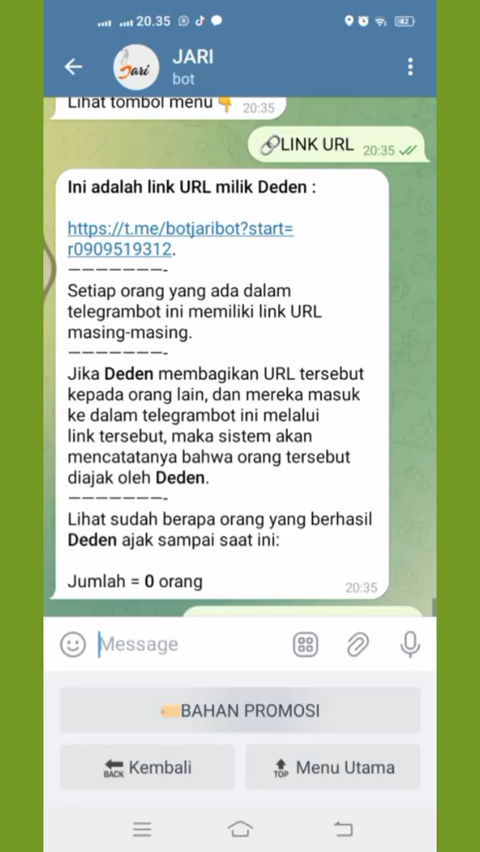 20.35
82
Jari
JARI
bot
Lihat tombol menu👇 20:35
🔗LINK URL 20:35
Ini adalah link URL milik Deden :
https://t.me/botjaribot?start=
r0909519312.
———————-
Setiap orang yang ada dalam
telegrambot ini memiliki link URL
masing-masing.
———————-
Jika Deden membagikan URL tersebut
kepada orang lain, dan mereka masuk
ke dalam telegrambot ini melalui
link tersebut, maka sistem akan
mencatatanya bahwa orang tersebut
diajak oleh Deden.
———————-
Lihat sudah berapa orang yang berhasil
Deden ajak sampai saat ini:
Jumlah = 0 orang 20:35
Message
🏷️BAHAN PROMOSI
🔙 Kembali
🔝 Menu Utama